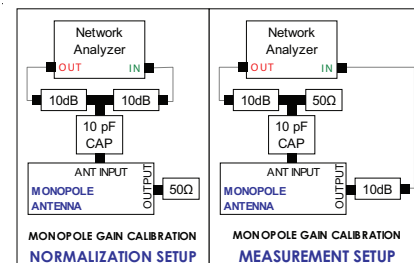 Network
Analyzer
OUT
IN
10dB
10dB
10 pF
CAP
ANT INPUT
MONOPOLE
ANTENNA
OUTPUT
50Ω
MONOPOLE GAIN CALIBRATION
NORMALIZATION SETUP
Network
Analyzer
OUT
IN
10dB
50Ω
10 pF
CAP
ANT INPUT
MONOPOLE
ANTENNA
OUTPUT
10dB
MONOPOLE GAIN CALIBRATION
MEASUREMENT SETUP